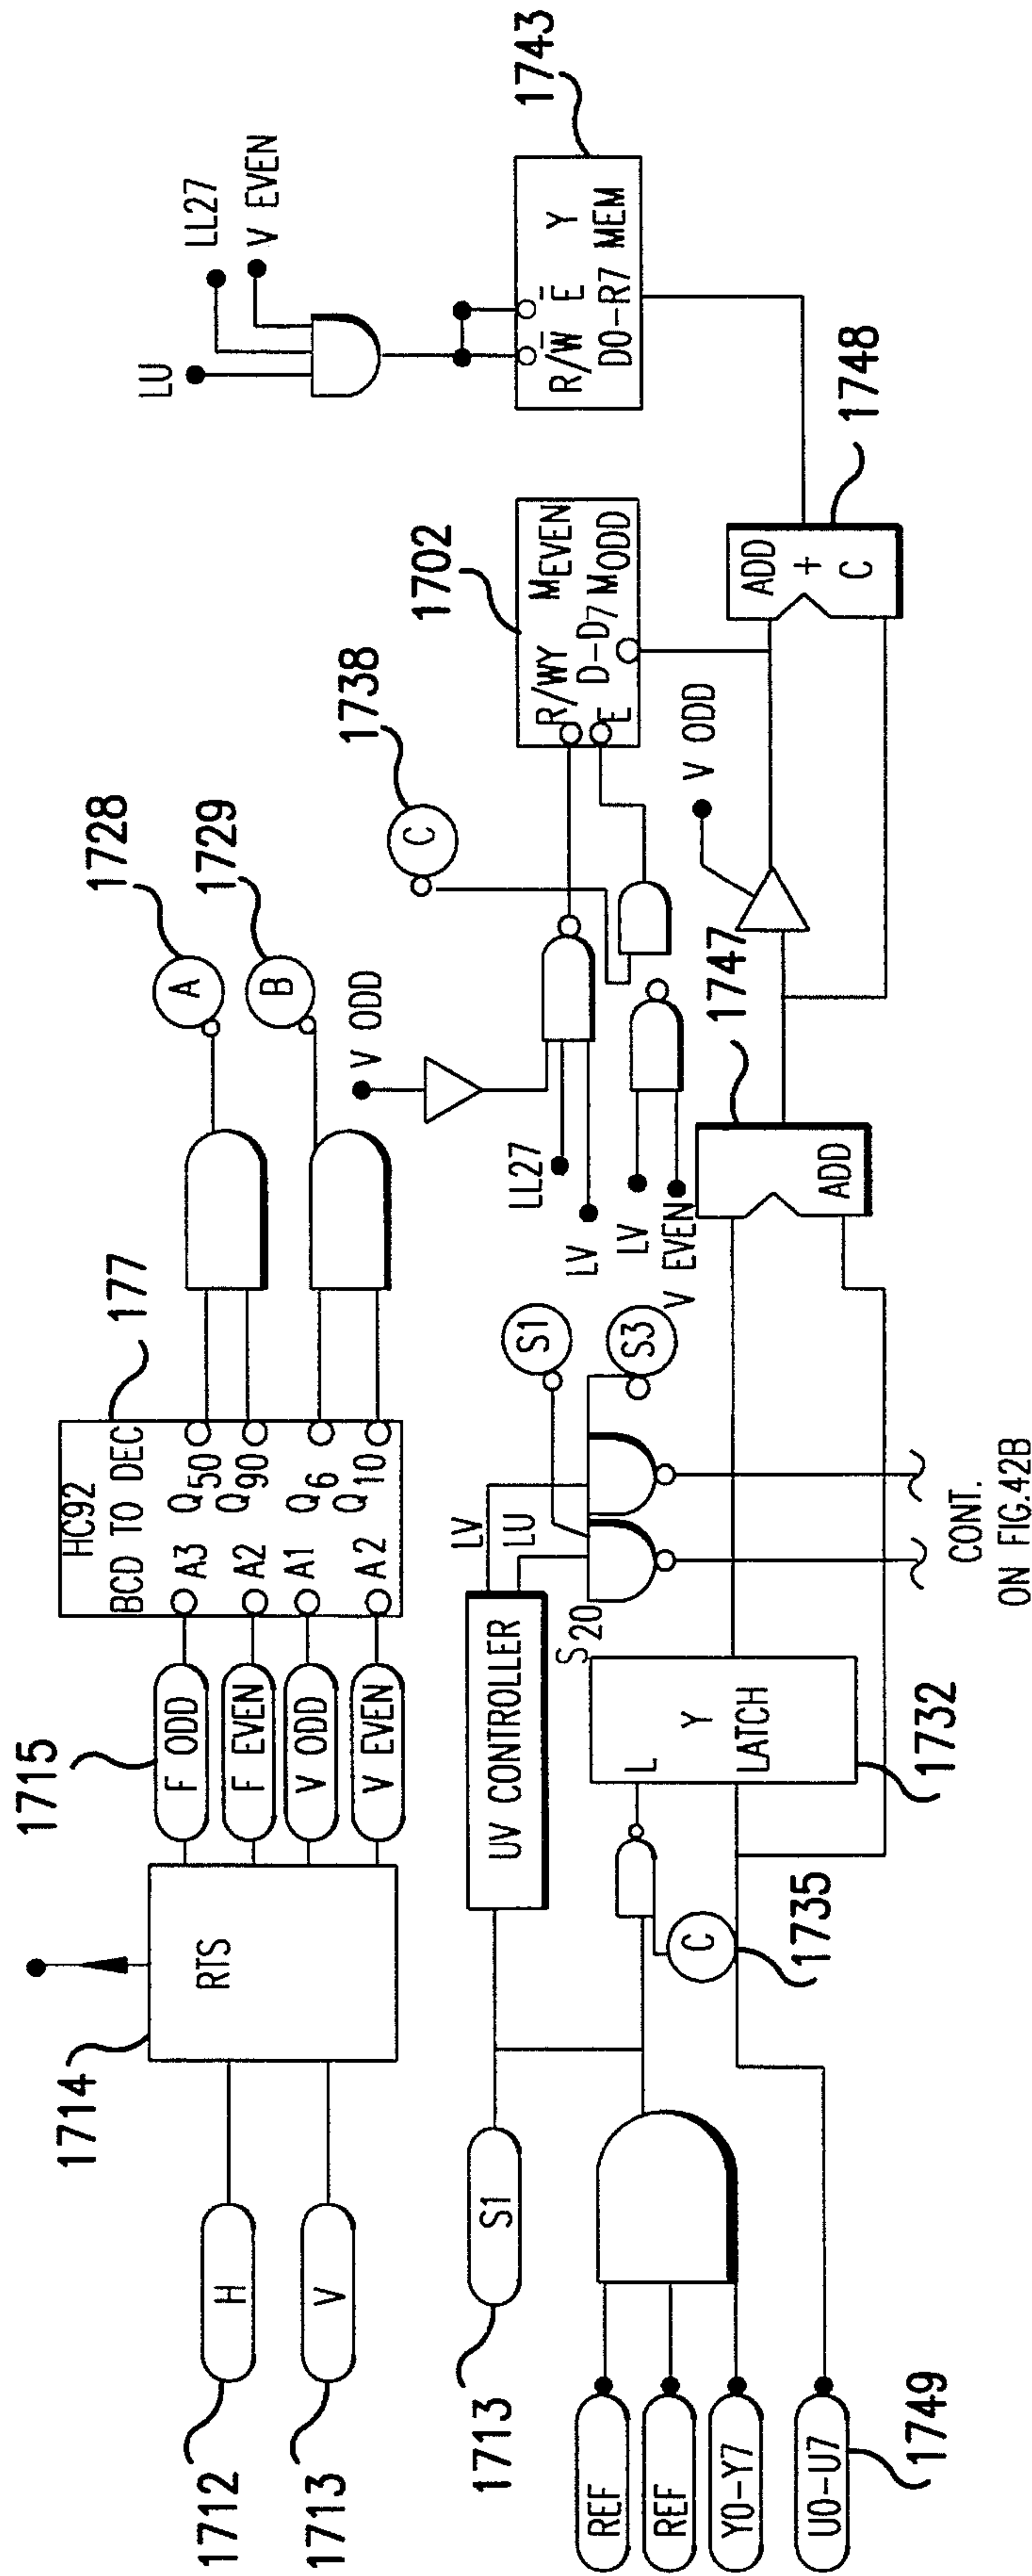 1712
H
1713
V
1714
RTS
1715
F ODD
F EVEN
V ODD
V EVEN
177
HC92
BCD TO DEC
A3 Q50
A2 Q90
A1 Q6
A2 Q10
1728
A
1729
B
LU
LL27
V EVEN
1743
R/W̅ E̅ Y
D0-R7 MEM
1713
S1
UV CONTROLLER
LV
LU
S20
S1
S3
V ODD
LL27
LV
LV
V EVEN
1738
C
1702
R/WY MEVEN
E D-D7 MODD
REF
REF
Y0-Y7
U0-U7
1749
C
1735
L
Y
LATCH
1732
1747
ADD
V ODD
ADD
+
C
1748
CONT.
ON FIG.42B